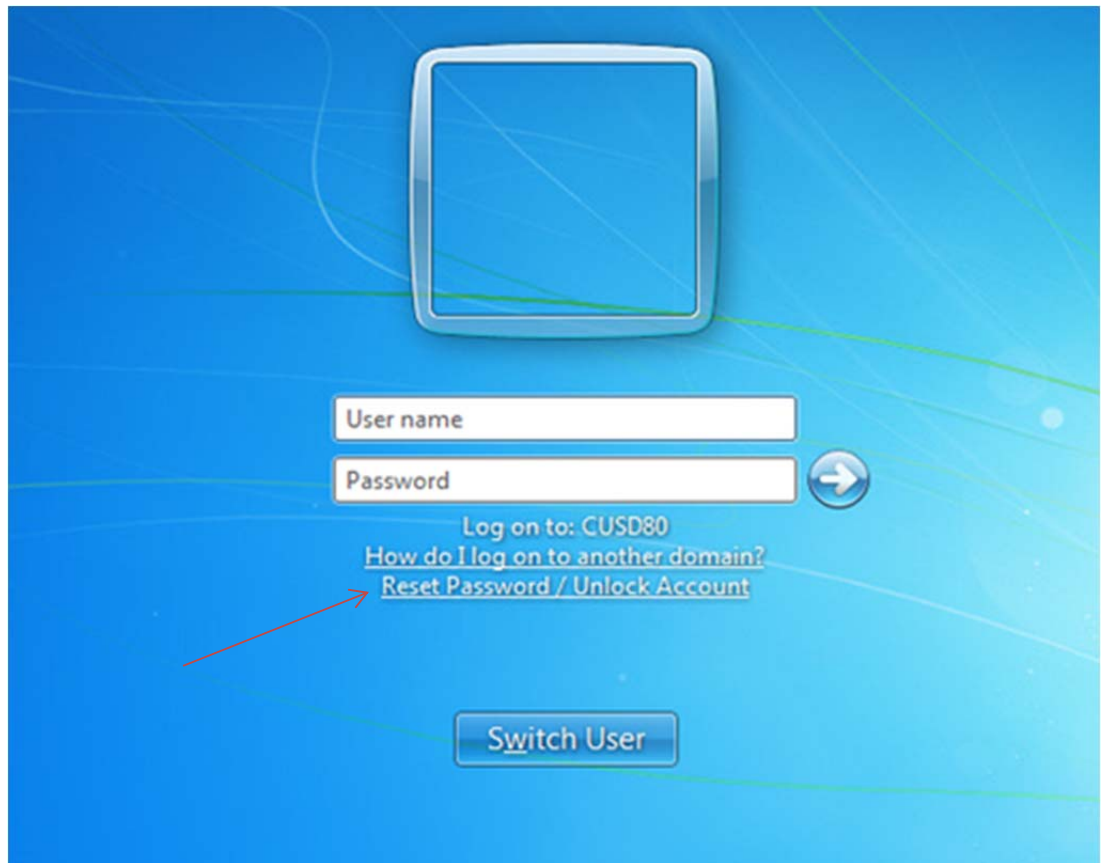 User name
Password
Log on to: CUSD80
How do I log on to another domain?
Reset Password / Unlock Account
Switch User